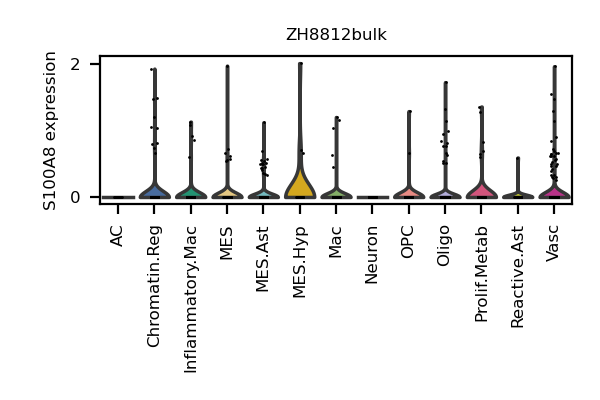 ZH8812bulk
S100A8 expression
2
0
AC
Chromatin.Reg
Inflammatory.Mac
MES
MES.Ast
MES.Hyp
Mac
Neuron
OPC
Oligo
Prolif.Metab
Reactive.Ast
Vasc